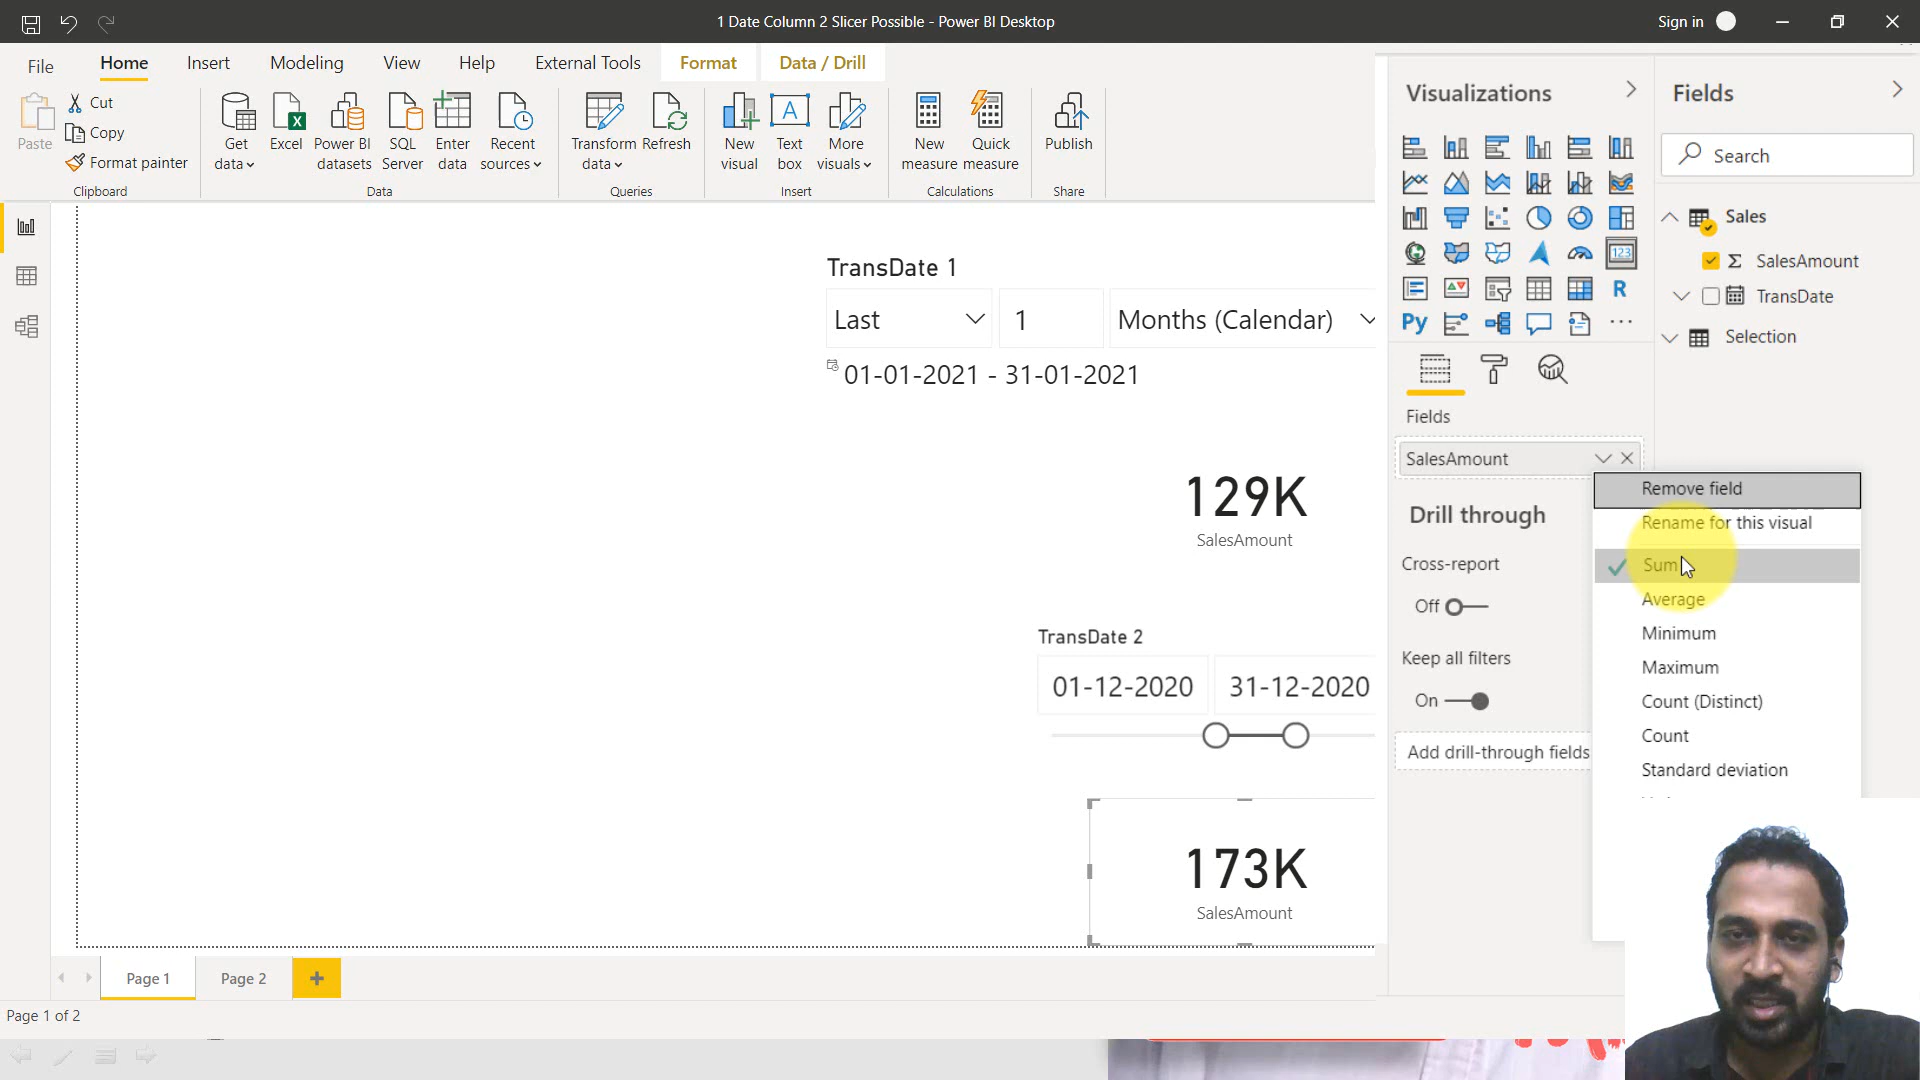 1 Date Column 2 Slicer Possible - Power BI Desktop
Sign in
File
Home
Insert
Modeling
View
Help
External Tools
Format
Data / Drill
Paste
Cut
Copy
Format painter
Clipboard
Get data
Excel
Power BI datasets
SQL Server
Enter data
Recent sources
Data
Transform data
Refresh
Queries
New visual
A
Text box
More visuals
Insert
New measure
Quick measure
Calculations
Publish
Share
TransDate 1
Last
1
Months (Calendar)
01-01-2021 - 31-01-2021
129K
SalesAmount
TransDate 2
01-12-2020
31-12-2020
173K
SalesAmount
Visualizations
123
R
Py
Fields
SalesAmount
Drill through
Cross-report
Off
Keep all filters
On
Add drill-through fields
Remove field
Rename for this visual
Sum
Average
Minimum
Maximum
Count (Distinct)
Count
Standard deviation
Fields
Search
Sales
Σ SalesAmount
TransDate
Selection
Page 1
Page 2
+
Page 1 of 2